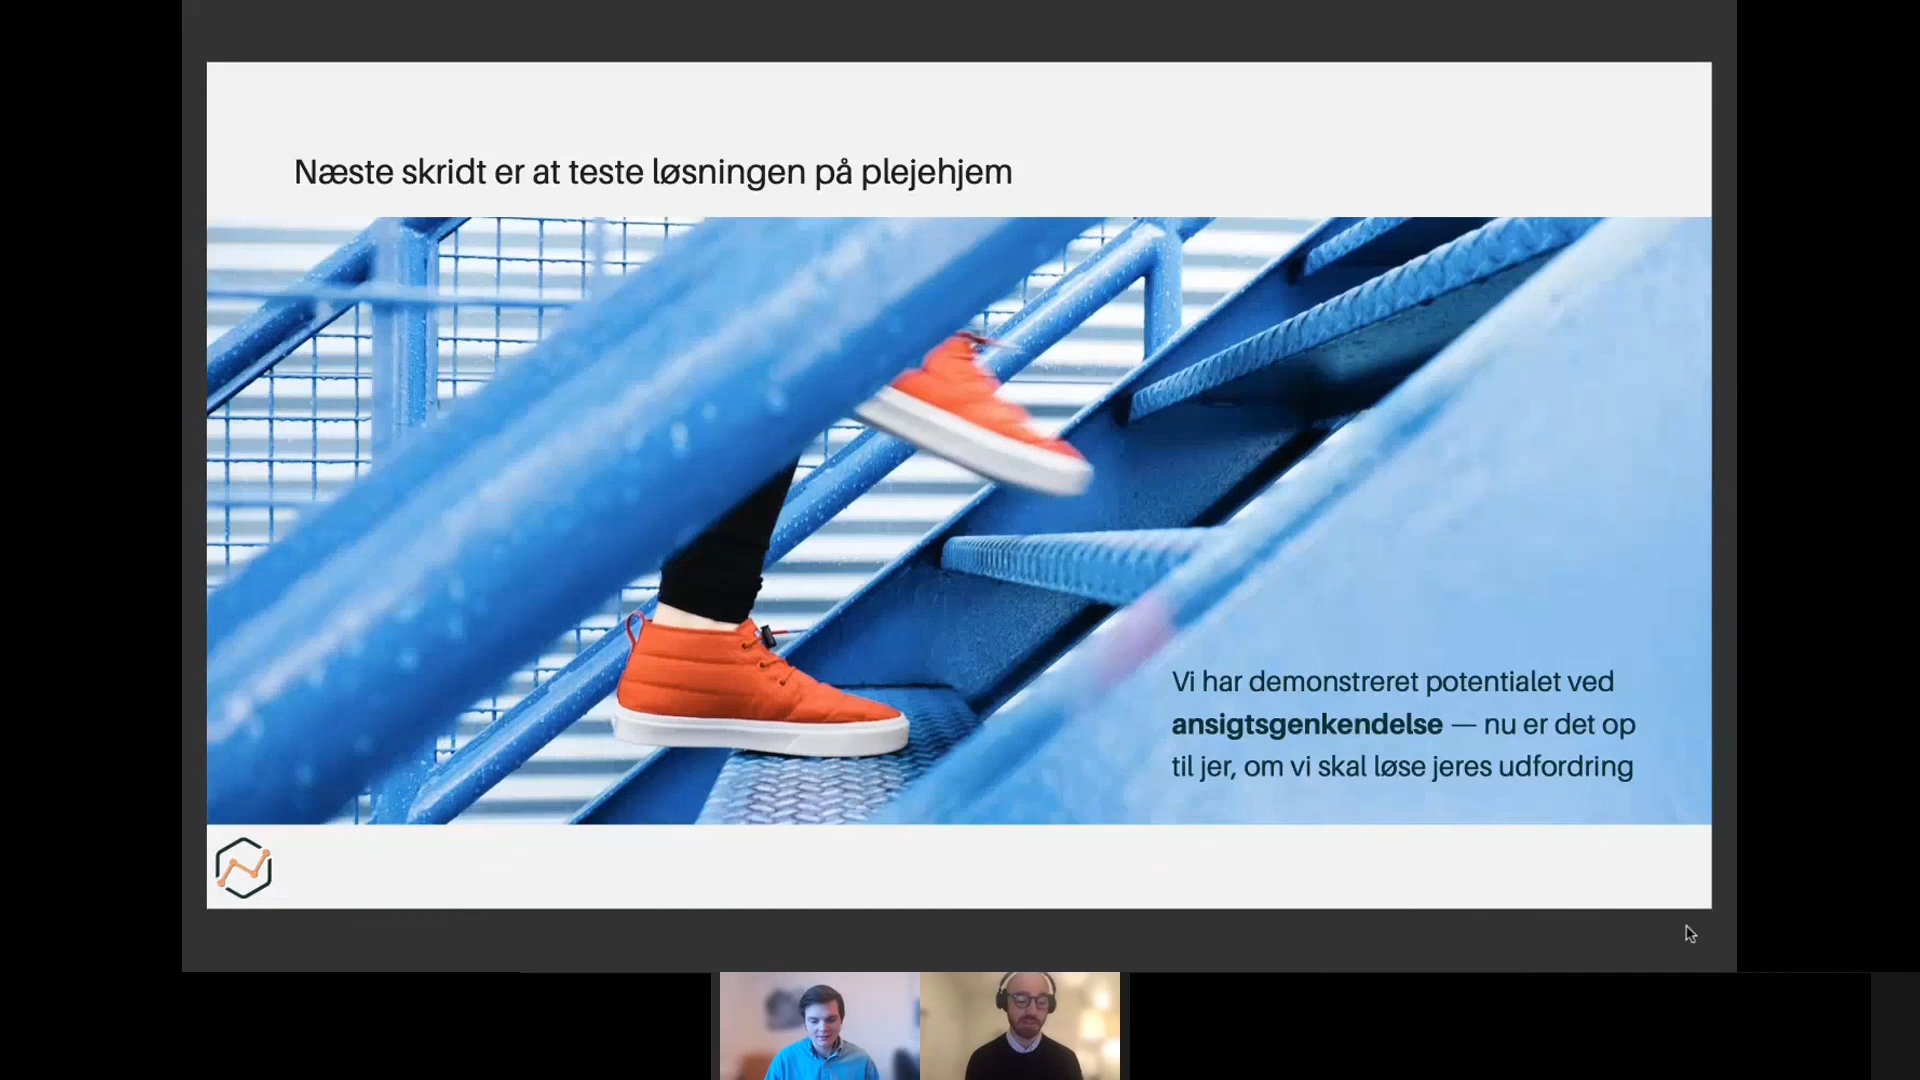 Næste skridt er at teste løsningen på plejehjem
Vi har demonstreret potentialet ved
ansigtsgenkendelse — nu er det op
til jer, om vi skal løse jeres udfordring